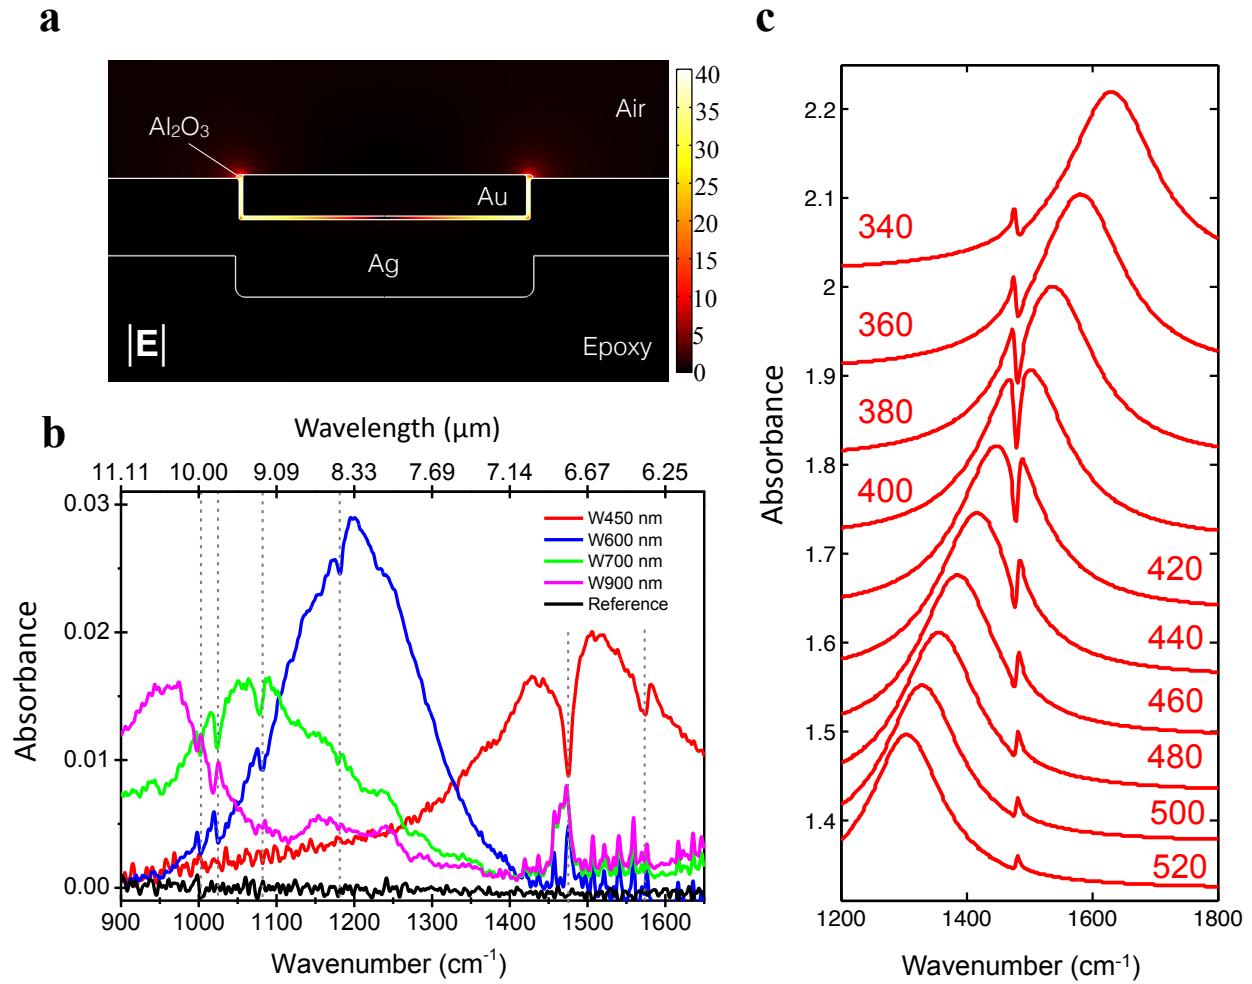 a
Al₂O₃
Air
Au
Ag
|E|
Epoxy
40
35
30
25
20
15
10
5
0
b
Wavelength (μm)
11.11 10.00 9.09 8.33 7.69 7.14 6.67 6.25
0.03
0.02
0.01
0.00
Absorbance
W450 nm
W600 nm
W700 nm
W900 nm
Reference
900 1000 1100 1200 1300 1400 1500 1600
Wavenumber (cm⁻¹)
c
2.2
2.1
2
1.9
1.8
1.7
1.6
1.5
1.4
Absorbance
340
360
380
400
420
440
460
480
500
520
1200 1400 1600 1800
Wavenumber (cm⁻¹)